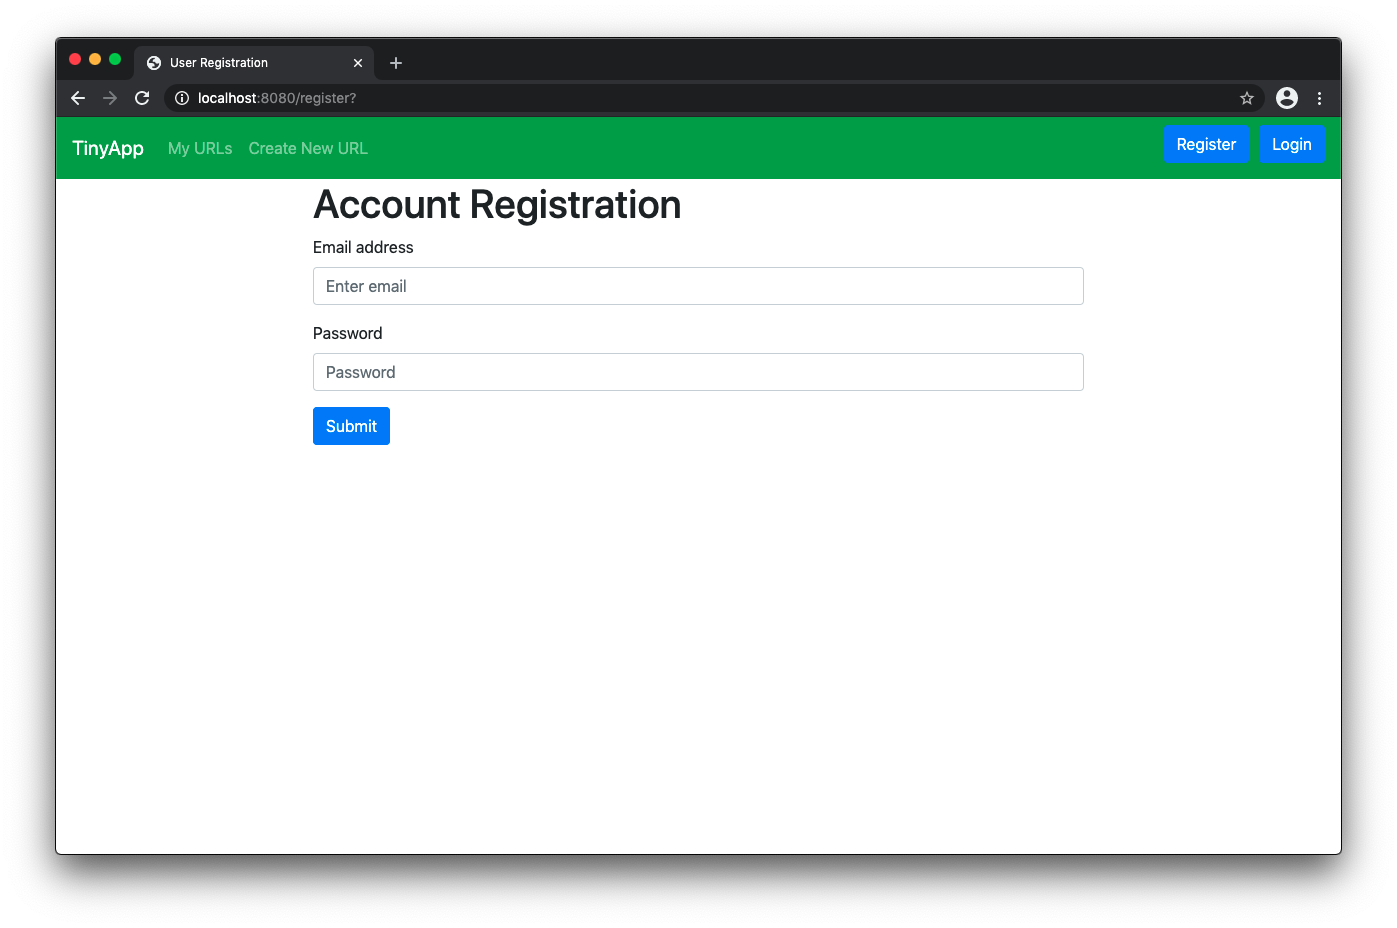 User Registration
localhost:8080/register?
TinyApp My URLs Create New URL Register Login
Account Registration
Email address
Enter email
Password
Password
Submit